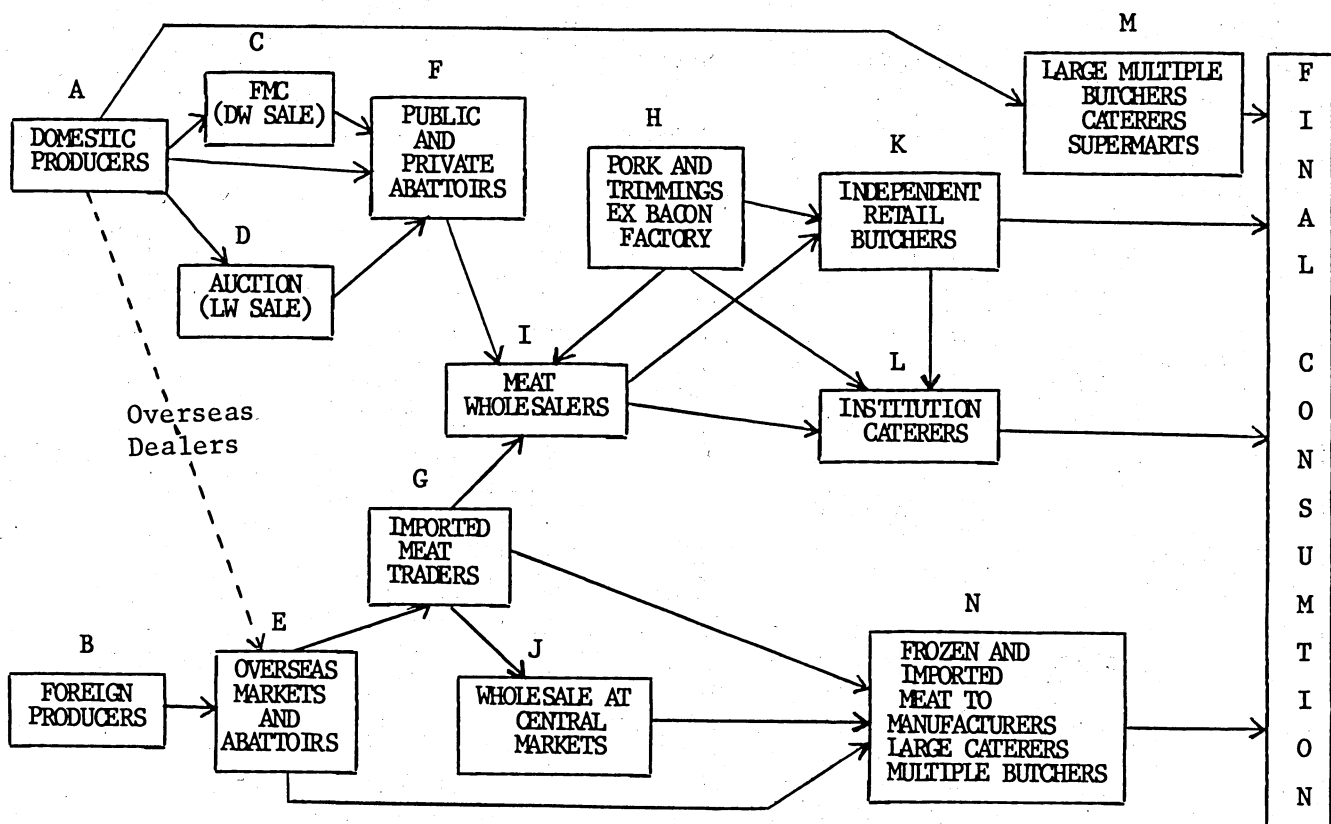 A
DOMESTIC
PRODUCERS
C
FMC
(DW SALE)
D
AUCTION
(LW SALE)
F
PUBLIC
AND
PRIVATE
ABATTOIRS
H
PORK AND
TRIMMINGS
EX BACON
FACTORY
K
INDEPENDENT
RETAIL
BUTCHERS
M
LARGE MULTIPLE
BUTCHERS
CATERERS
SUPERMARTS
I
MEAT
WHOLESALERS
L
INSTITUTION
CATERERS
Overseas
Dealers
G
IMPORTED
MEAT
TRADERS
B
FOREIGN
PRODUCERS
E
OVERSEAS
MARKETS
AND
ABATTOIRS
J
WHOLESALE AT
CENTRAL
MARKETS
N
FROZEN AND
IMPORTED
MEAT TO
MANUFACTURERS
LARGE CATERERS
MULTIPLE BUTCHERS
FINAL CONSUMTION